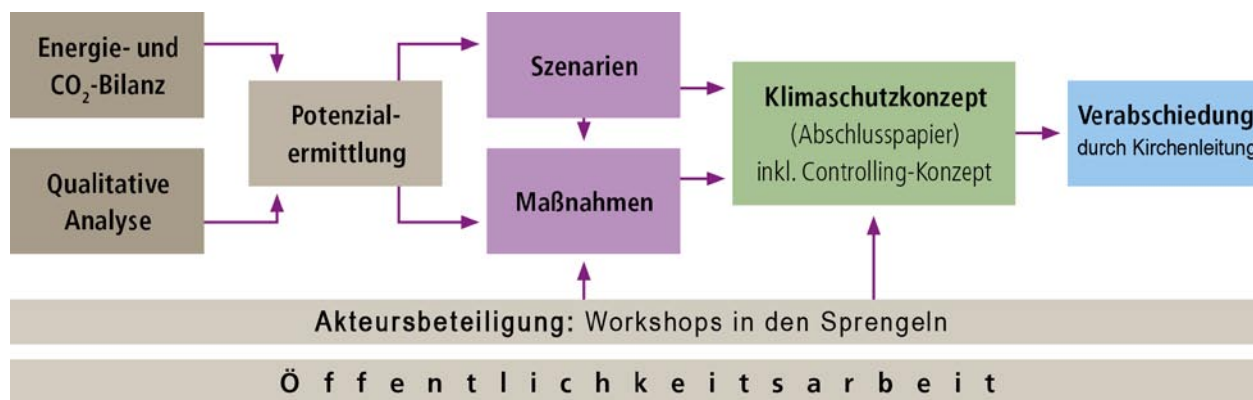 Energie- und
CO₂-Bilanz
Qualitative
Analyse
Potenzial-
ermittlung
Szenarien
Maßnahmen
Klimaschutzkonzept
(Abschlusspapier)
inkl. Controlling-Konzept
Verabschiedung
durch Kirchenleitung
Akteursbeteiligung: Workshops in den Sprengeln
Öffentlichkeitsarbeit